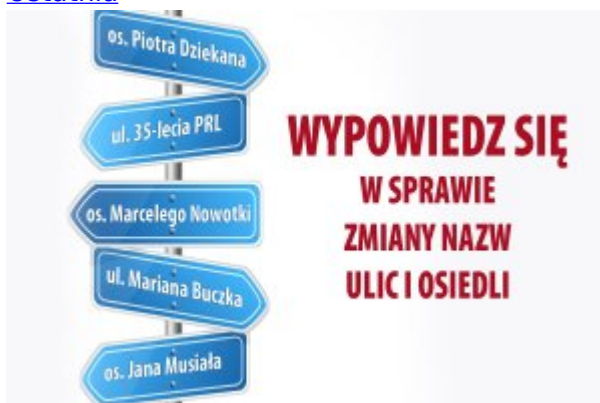 os. Piotra Dziekana
ul. 35-lecia PRL
os. Marcelego Nowotki
ul. Mariana Buczka
os. Jana Musiała
WYPOWIEDZ SIĘ
W SPRAWIE
ZMIANY NAZW
ULIC I OSIEDLI